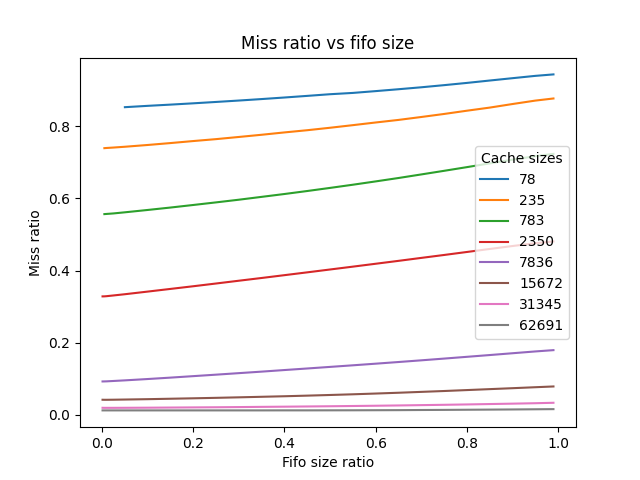 Miss ratio vs fifo size
Miss ratio
0.8
0.6
0.4
0.2
0.0
Cache sizes
78
235
783
2350
7836
15672
31345
62691
0.0 0.2 0.4 0.6 0.8 1.0
Fifo size ratio